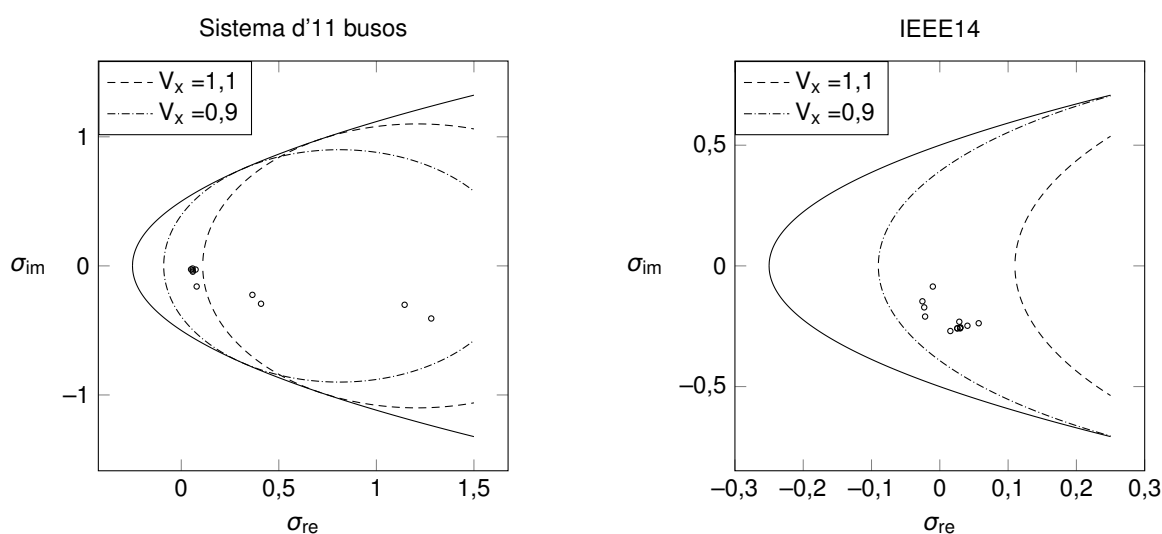 Sistema d'11 busos
V_x =1,1
V_x =0,9
1
0
−1
σ_im
0
0,5
1
1,5
σ_re
IEEE14
V_x =1,1
V_x =0,9
0,5
0
−0,5
σ_im
−0,3
−0,2
−0,1
0
0,1
0,2
0,3
σ_re